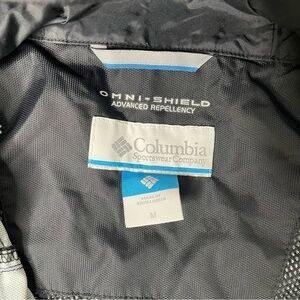 OMNI-SHIELD
ADVANCED REPELLENCY
Columbia
Sportswear Company
M